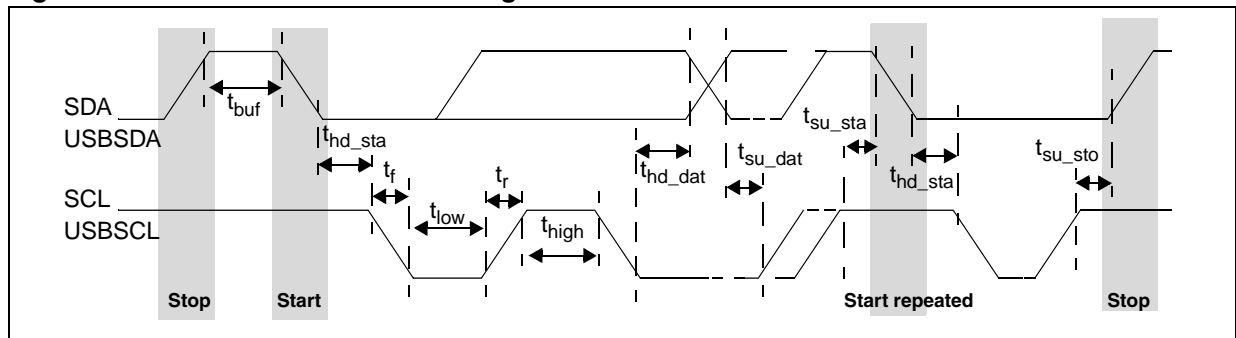 SDA
USBSDA
t_buf
t_hd_sta
t_f
t_low
t_r
t_high
t_hd_dat
t_su_dat
t_su_sta
t_hd_sta
t_su_sto
SCL
USBSCL
Stop
Start
Start repeated
Stop